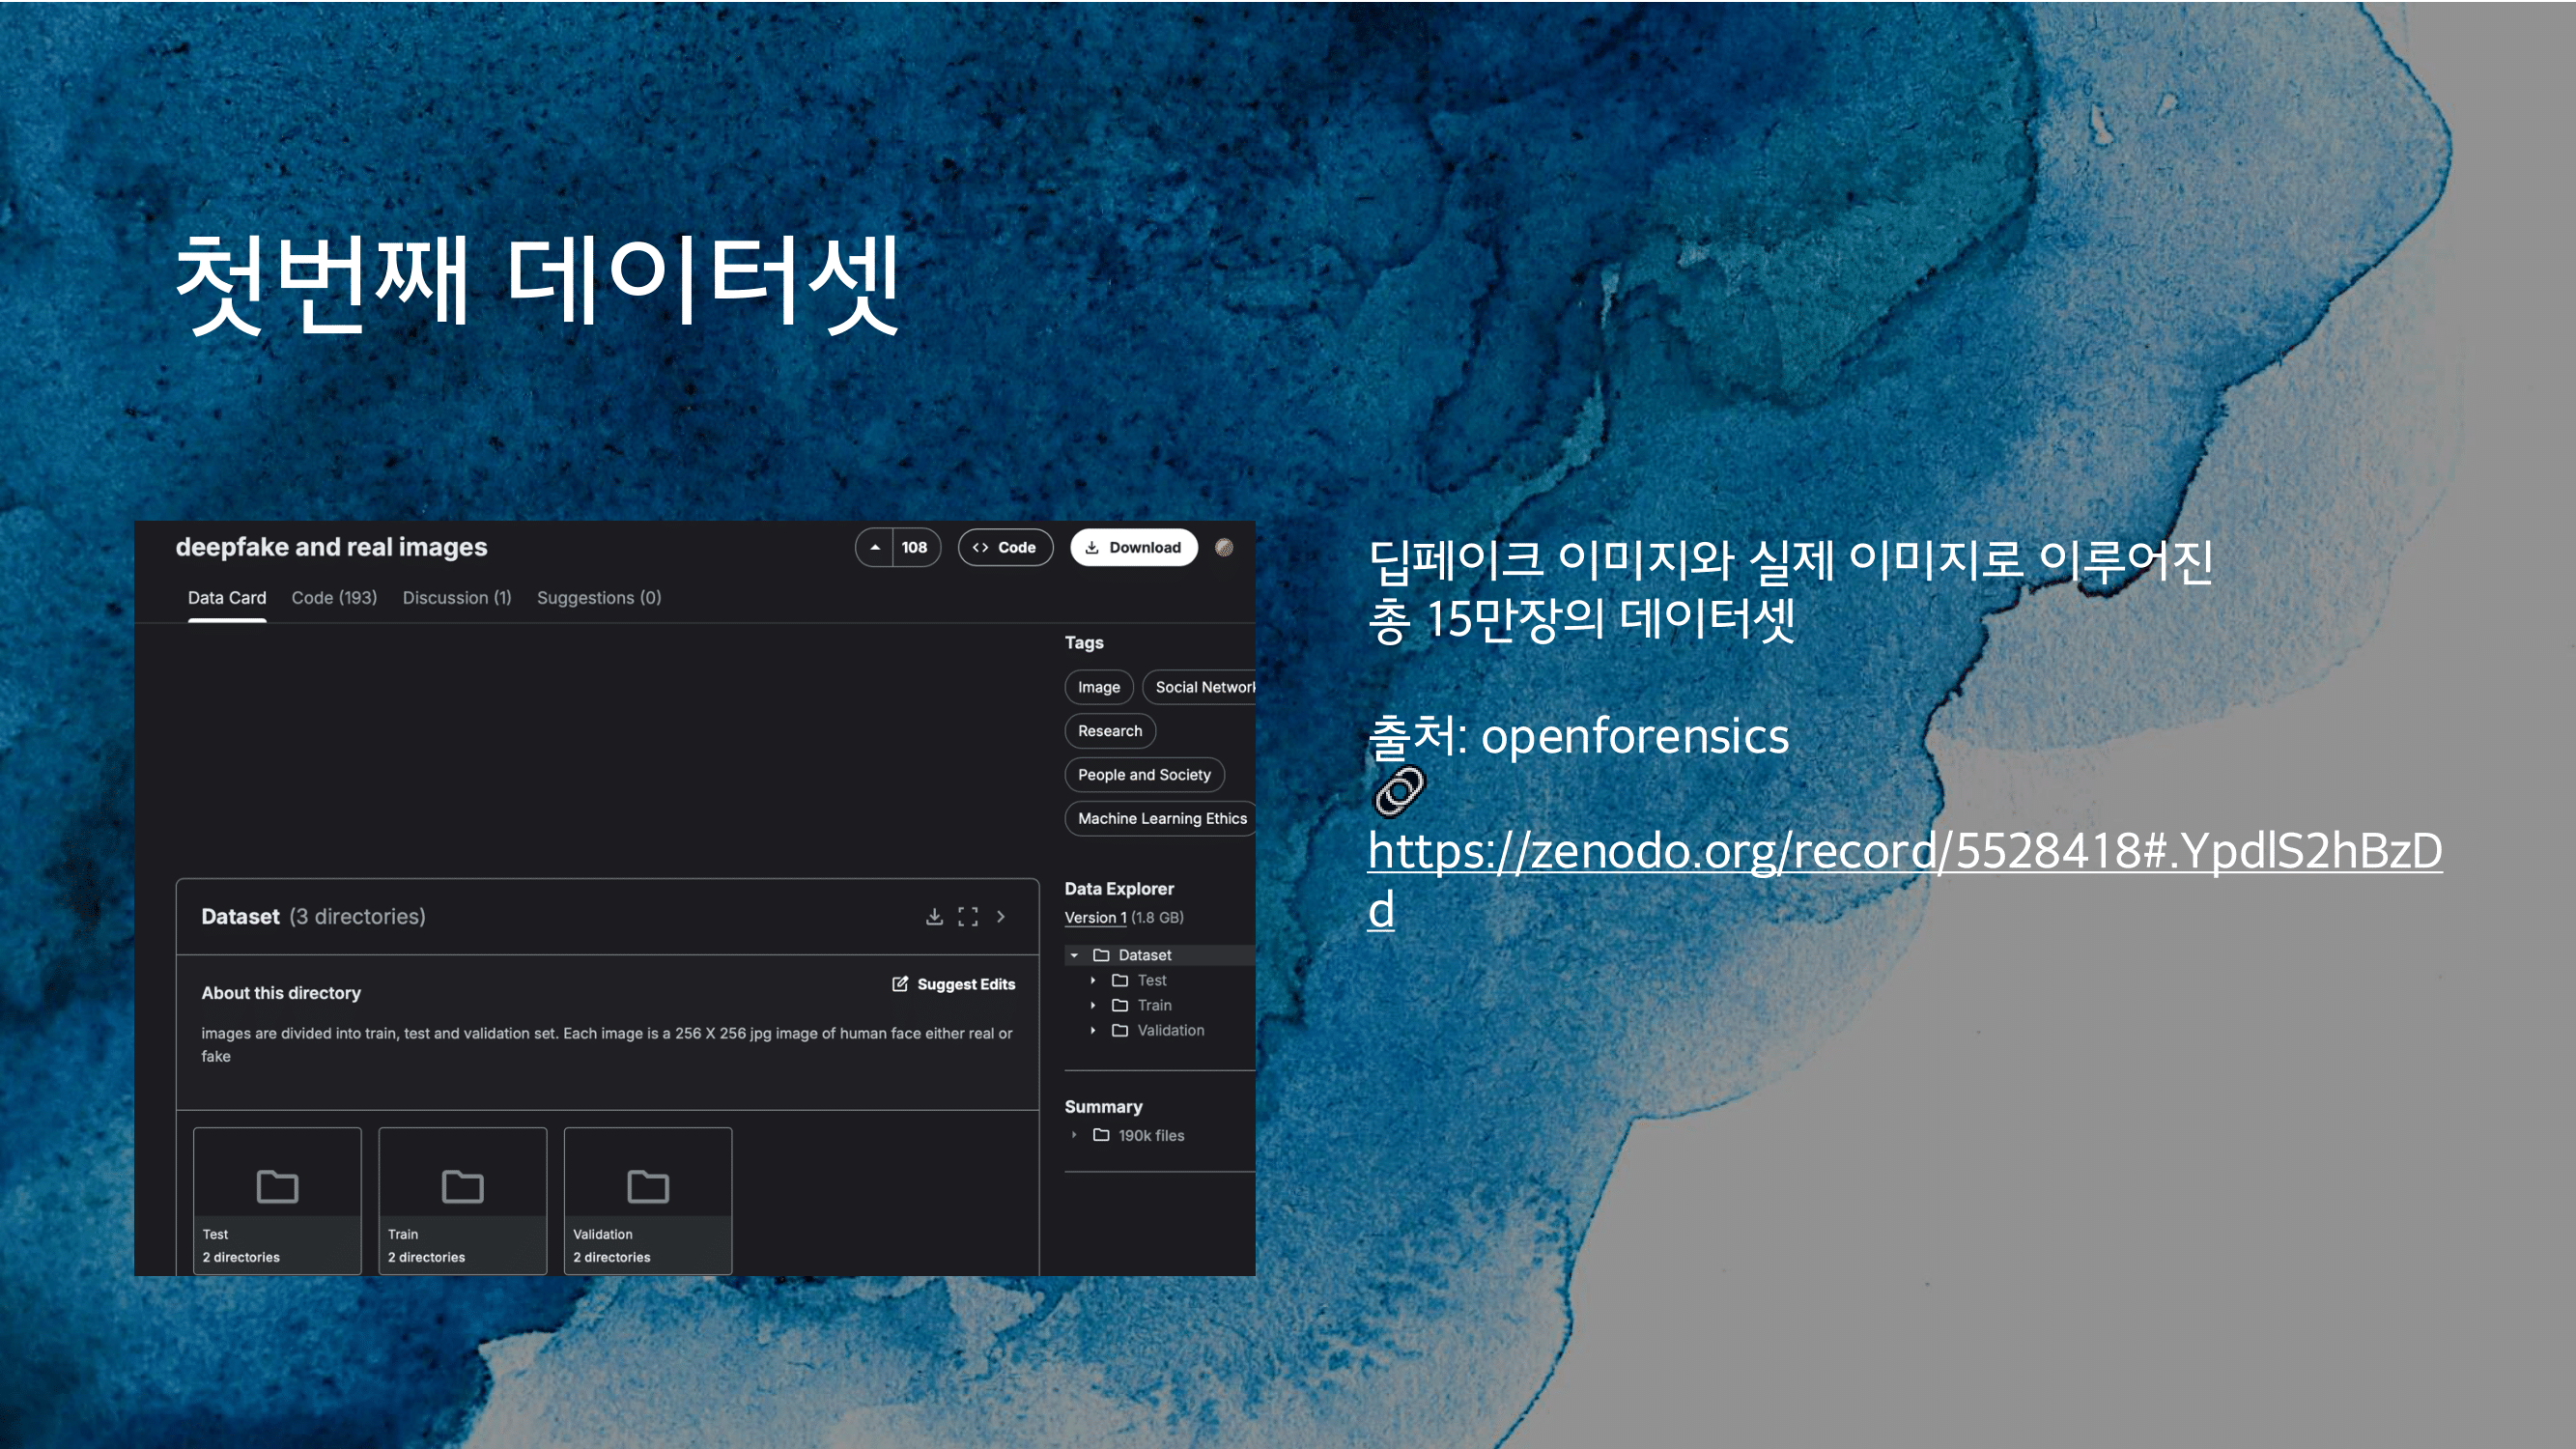 첫번째 데이터셋
deepfake and real images
108
Code
Download
Data Card
Code (193)
Discussion (1)
Suggestions (0)
Tags
Image
Social Network
Research
People and Society
Machine Learning Ethics
Dataset (3 directories)
About this directory
Suggest Edits
images are divided into train, test and validation set. Each image is a 256 X 256 jpg image of human face either real or
fake
Test
2 directories
Train
2 directories
Validation
2 directories
Data Explorer
Version 1 (1.8 GB)
Dataset
Test
Train
Validation
Summary
190k files
딥페이크 이미지와 실제 이미지로 이루어진
총 15만장의 데이터셋
출처: openforensics
https://zenodo.org/record/5528418#.YpdlS2hBzD
d